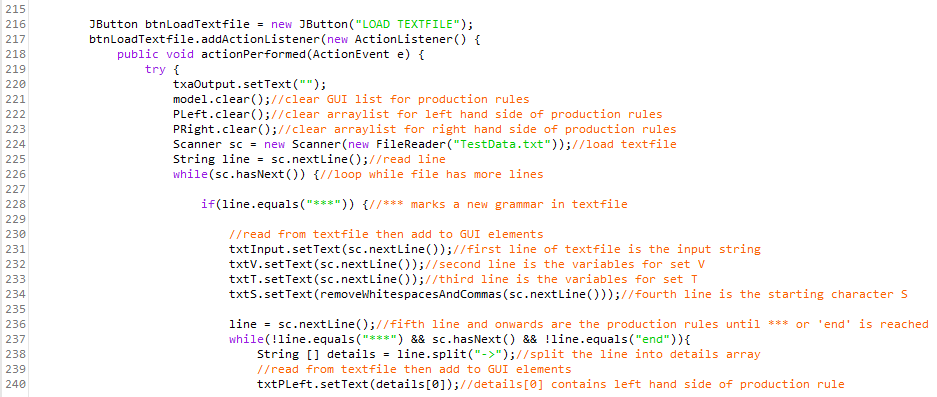 215
216 JButton btnLoadTextfile = new JButton("LOAD TEXTFILE");
217 btnLoadTextfile.addActionListener(new ActionListener() {
218 public void actionPerformed(ActionEvent e) {
219 try {
220 txaOutput.setText("");
221 model.clear();//clear GUI list for production rules
222 PLeft.clear();//clear arraylist for left hand side of production rules
223 PRight.clear();//clear arraylist for right hand side of production rules
224 Scanner sc = new Scanner(new FileReader("TestData.txt"));//load textfile
225 String line = sc.nextLine();//read line
226 while(sc.hasNext()) {//loop while file has more lines
227
228 if(line.equals("***")) {//*** marks a new grammar in textfile
229
230 //read from textfile then add to GUI elements
231 txtInput.setText(sc.nextLine());//first line of textfile is the input string
232 txtV.setText(sc.nextLine());//second line is the variables for set V
233 txtT.setText(sc.nextLine());//third line is the variables for set T
234 txtS.setText(removeWhitespacesAndCommas(sc.nextLine()));//fourth line is the starting character S
235
236 line = sc.nextLine();//fifth line and onwards are the production rules until *** or 'end' is reached
237 while(!line.equals("***") && sc.hasNext() && !line.equals("end")){
238 String [] details = line.split("->");//split the line into details array
239 //read from textfile then add to GUI elements
240 txtPLeft.setText(details[0]);//details[0] contains left hand side of production rule